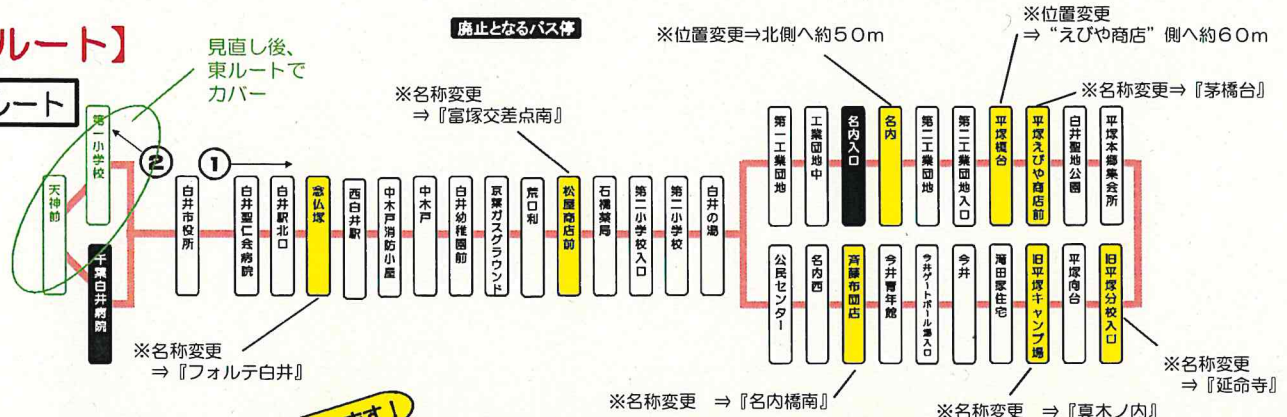 ルート】
ルート
廃止となるバス停
見直し後、
東ルートで
カバー
※位置変更⇒北側へ約50m
※位置変更
⇒ “えびや商店” 側へ約60m
※名称変更⇒『茅橋台』
※名称変更
⇒『富塚交差点南』
②
①
天神前
第一小学校
千葉白井病院
白井市役所
白井聖仁会病院
白井駅北口
念仏塚
西白井駅
中木戸消防小屋
中木戸
白井幼稚園前
京葉ガスグラウンド
荒口利
松屋商店前
石橋薬局
第二小学校入口
第二小学校
白井の湯
第一工業団地
工業団地中
名内入口
名内
第二工業団地
第二工業団地入口
平塚橋台
平塚えびや商店前
白井聖地公園
平塚本郷集会所
公民センター
名内西
斉藤布団店
今井青年館
今井ゲートボール場入口
今井
滝田家住宅
旧平塚キャンプ場
平塚向台
旧平塚分校入口
※名称変更
⇒『フォルテ白井』
※名称変更 ⇒『名内橋南』
※名称変更 ⇒『真木ノ内』
※名称変更
⇒『延命寺』
ます！